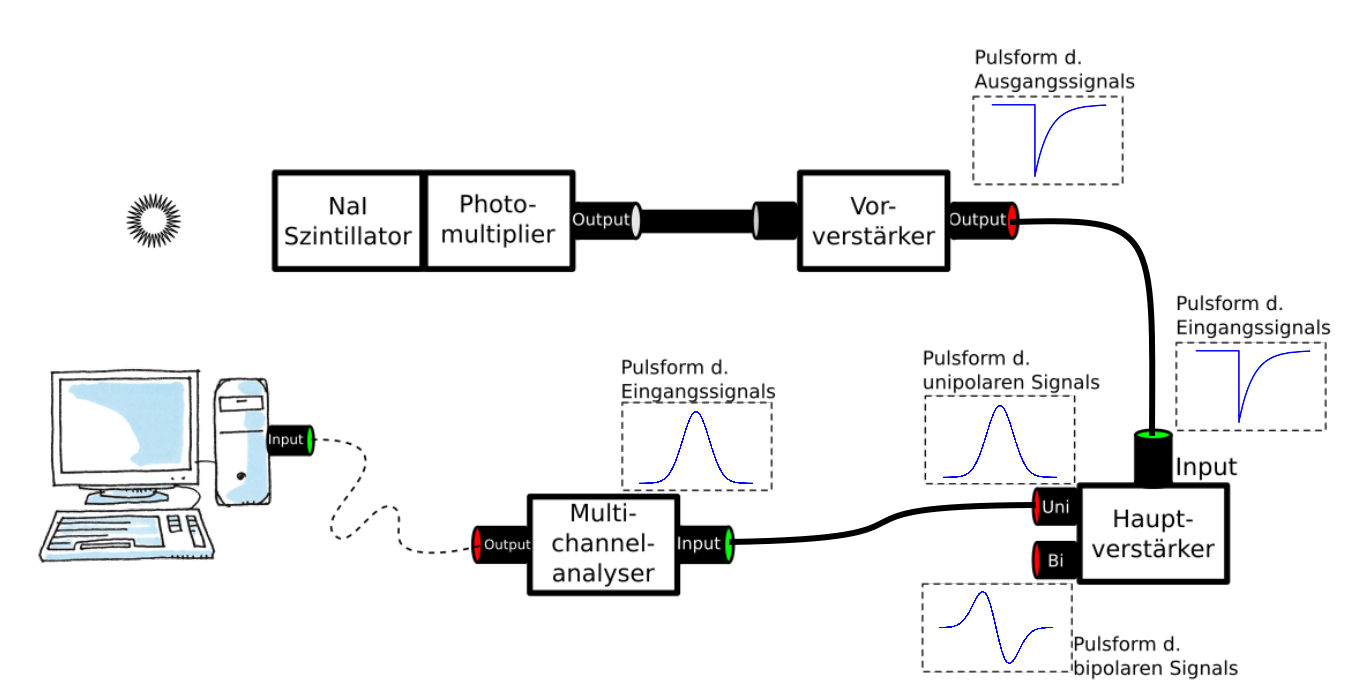 Pulsform d.
Ausgangssignals
NaI
Szintillator
Photo-
multiplier
Output
Vor-
verstärker
Output
Pulsform d.
Eingangssignals
Input
Pulsform d.
unipolaren Signals
Pulsform d.
Eingangssignals
Input
Output
Multi-
channel-
analyser
Input
Uni
Bi
Haupt-
verstärker
Pulsform d.
bipolaren Signals